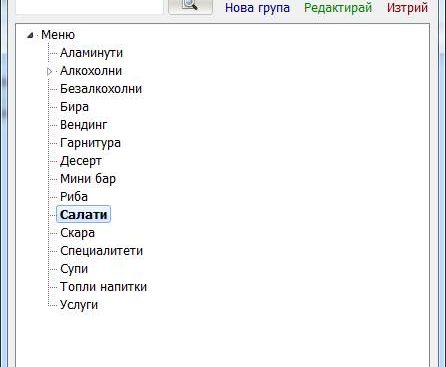 Нова група Редактирай Изтрий
Меню
Аламинути
Алкохолни
Безалкохолни
Бира
Вендинг
Гарнитура
Десерт
Мини бар
Риба
Салати
Скара
Специалитети
Супи
Топли напитки
Услуги